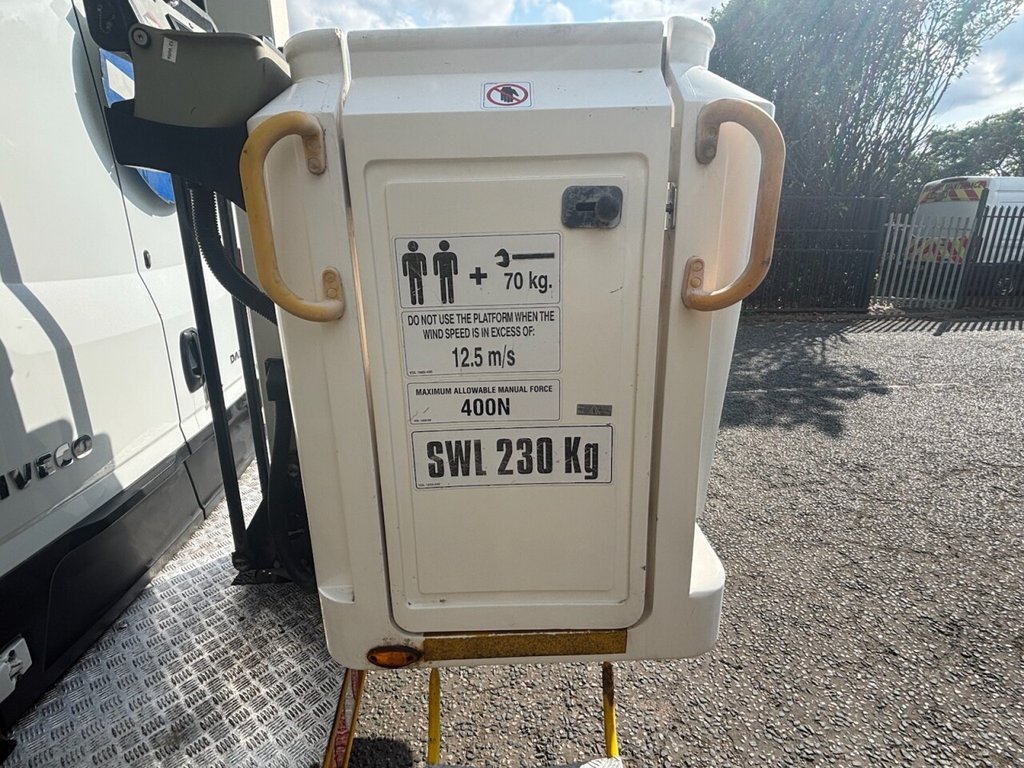 + 70 kg.
DO NOT USE THE PLATFORM WHEN THE
WIND SPEED IS IN EXCESS OF:
12.5 m/s
MAXIMUM ALLOWABLE MANUAL FORCE
400N
SWL 230 Kg
IVECO
DA